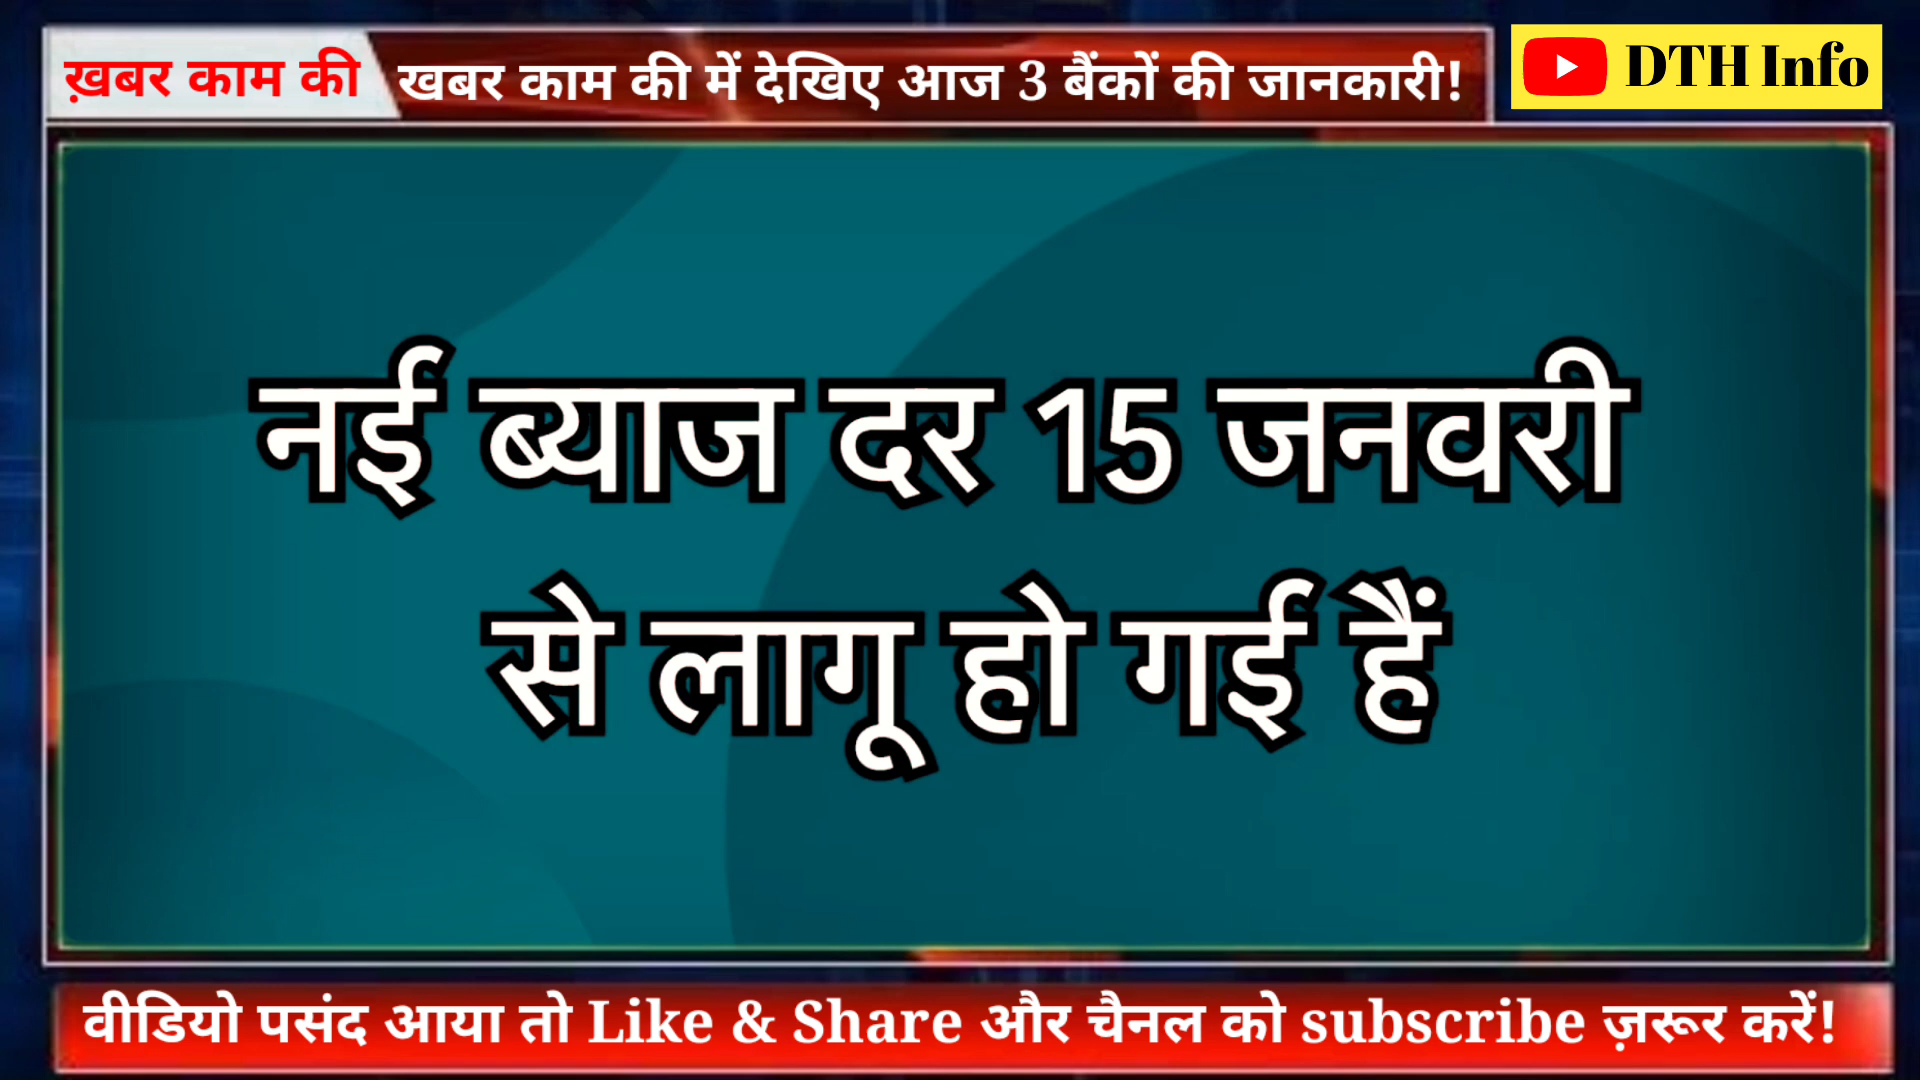 ख़बर काम की
खबर काम की में देखिए आज 3 बैंकों की जानकारी!
DTH Info
नई ब्याज दर 15 जनवरी
से लागू हो गई हैं
वीडियो पसंद आया तो Like & Share और चैनल को subscribe ज़रूर करें!